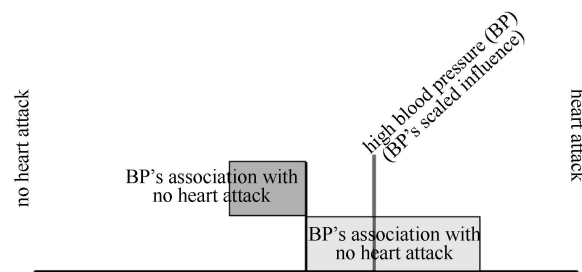 no heart attack
high blood pressure (BP)
(BP's scaled influence)
heart attack
BP's association with
no heart attack
BP's association with
no heart attack